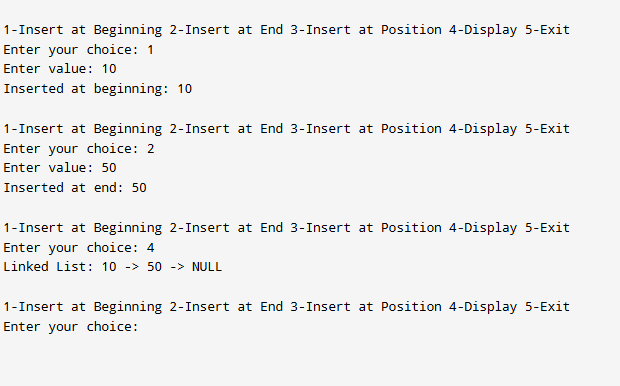 1-Insert at Beginning 2-Insert at End 3-Insert at Position 4-Display 5-Exit
Enter your choice: 1
Enter value: 10
Inserted at beginning: 10
1-Insert at Beginning 2-Insert at End 3-Insert at Position 4-Display 5-Exit
Enter your choice: 2
Enter value: 50
Inserted at end: 50
1-Insert at Beginning 2-Insert at End 3-Insert at Position 4-Display 5-Exit
Enter your choice: 4
Linked List: 10 -> 50 -> NULL
1-Insert at Beginning 2-Insert at End 3-Insert at Position 4-Display 5-Exit
Enter your choice: